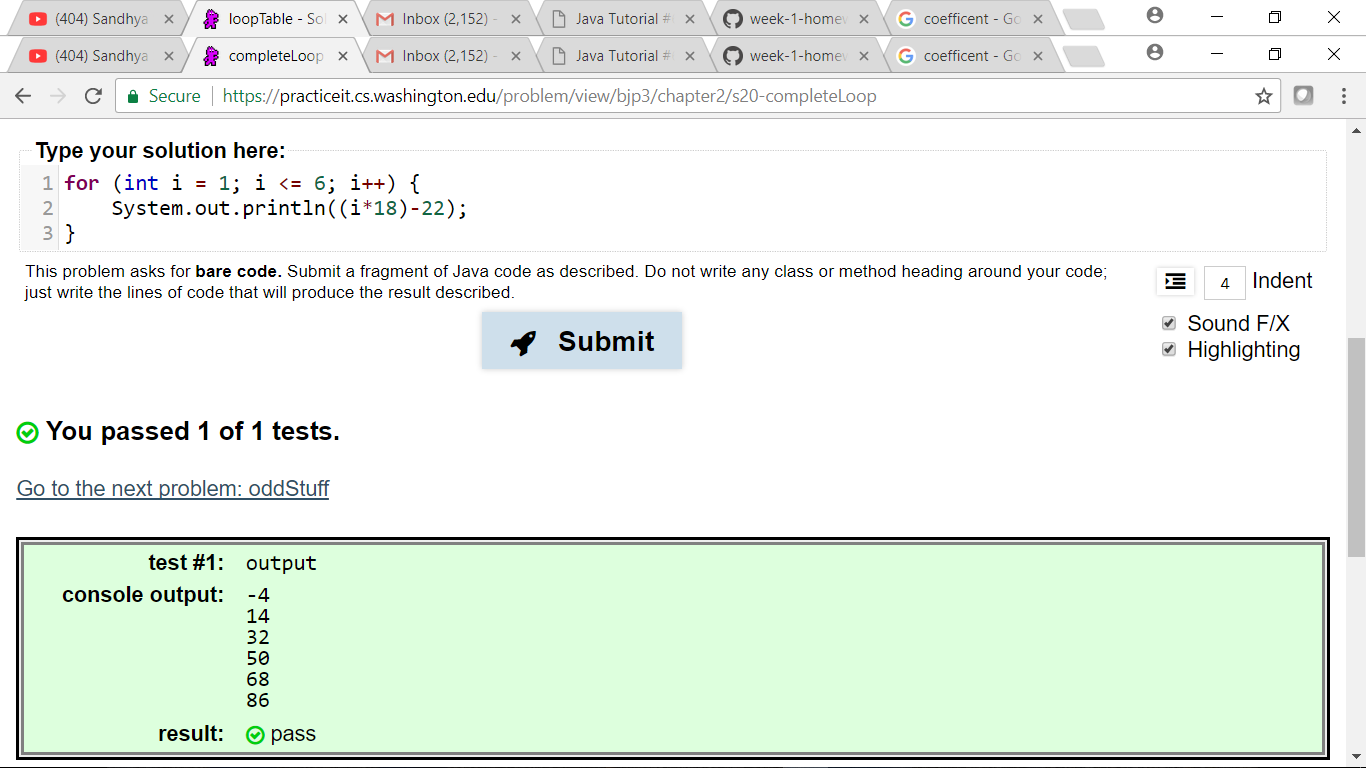 (404) Sandhya
loopTable - Sol
Inbox (2,152) -
Java Tutorial #
week-1-homew
coefficent - Go
(404) Sandhya
completeLoop
Inbox (2,152) -
Java Tutorial #
week-1-homew
coefficent - Go
Secure
https://practiceit.cs.washington.edu/problem/view/bjp3/chapter2/s20-completeLoop
Type your solution here:
1 for (int i = 1; i <= 6; i++) {
2     System.out.println((i*18)-22);
3 }
This problem asks for bare code. Submit a fragment of Java code as described. Do not write any class or method heading around your code;
just write the lines of code that will produce the result described.
4 Indent
Sound F/X
Highlighting
Submit
You passed 1 of 1 tests.
Go to the next problem: oddStuff
test #1: output
console output: -4
14
32
50
68
86
result: pass